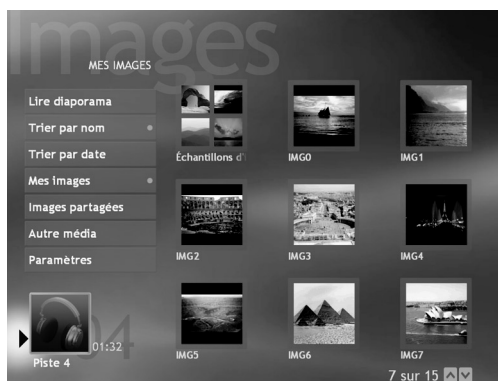 Images
MES IMAGES
Lire diaporama
Trier par nom
Trier par date
Mes images
Images partagées
Autre média
Paramètres
Échantillons d'
IMG0
IMG1
IMG2
IMG3
IMG4
IMG5
IMG6
IMG7
04
01:32
Piste 4
7 sur 15